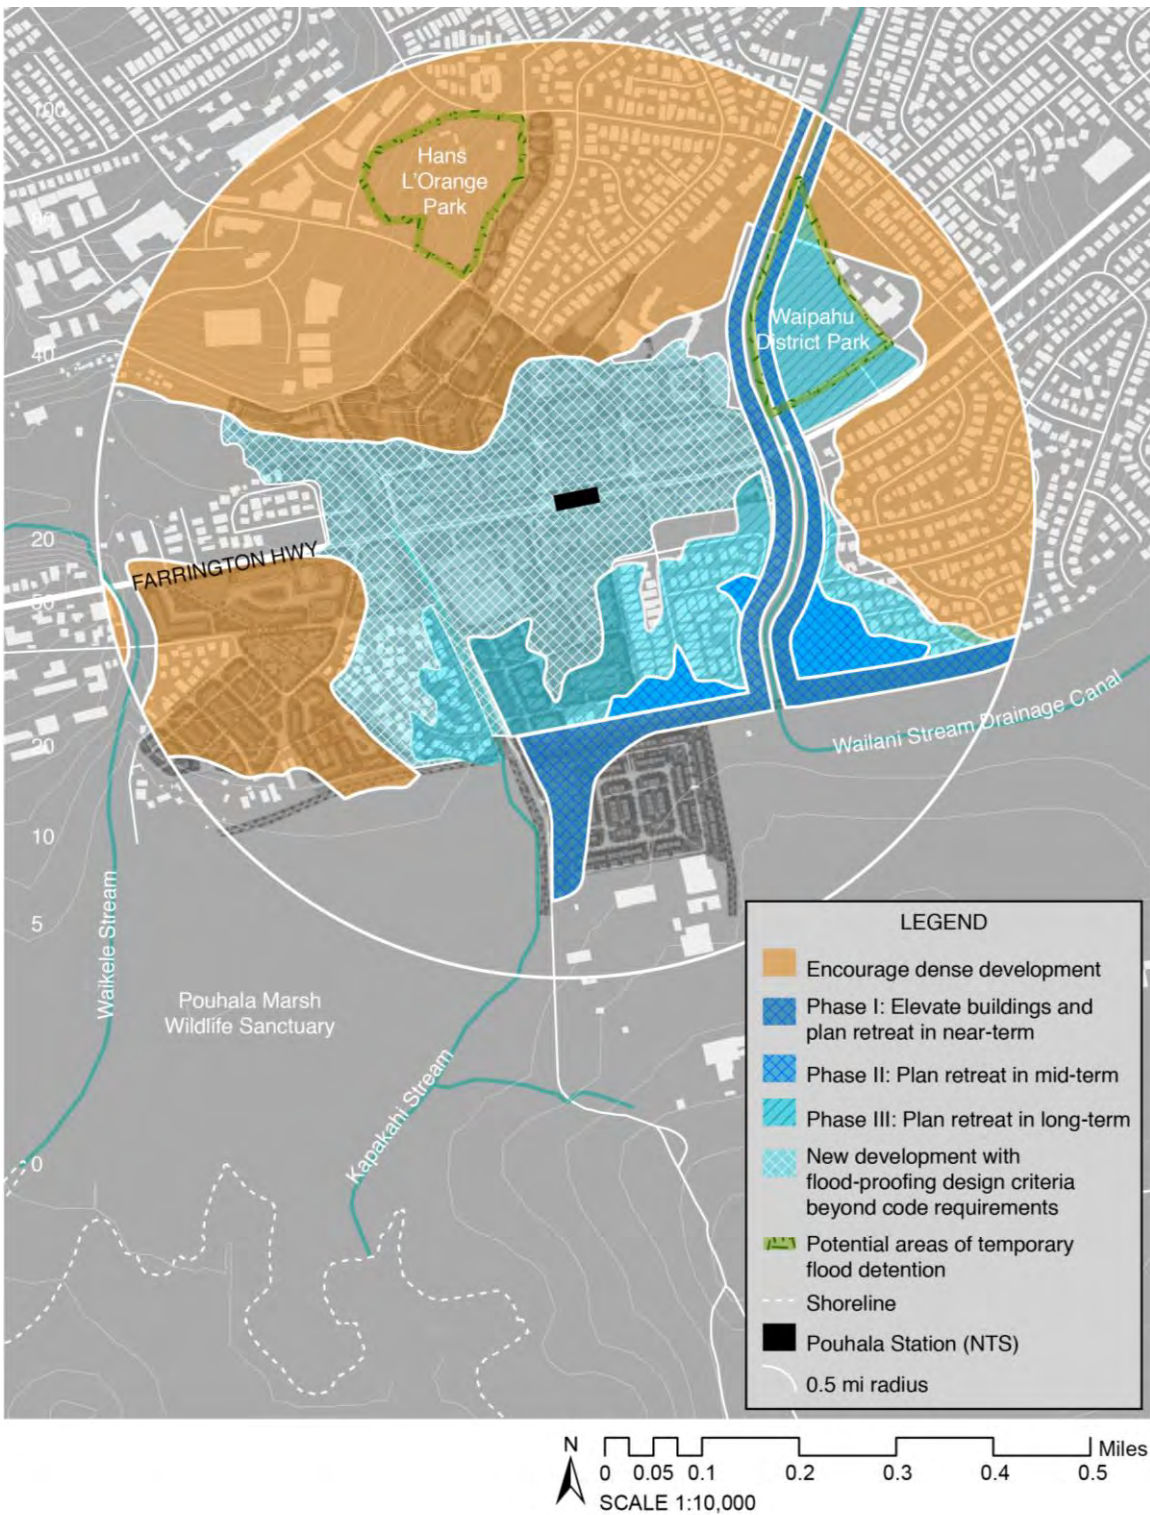 100
Hans
L'Orange
Park
90
Waipahu
District Park
40
20
FARRINGTON HWY
50
20
Wailani Stream Drainage Canal
10
5
Waikele Stream
Pouhala Marsh
Wildlife Sanctuary
Kapakahi Stream
0
LEGEND
Encourage dense development
Phase I: Elevate buildings and
plan retreat in near-term
Phase II: Plan retreat in mid-term
Phase III: Plan retreat in long-term
New development with
flood-proofing design criteria
beyond code requirements
Potential areas of temporary
flood detention
Shoreline
Pouhala Station (NTS)
0.5 mi radius
N
Miles
0 0.05 0.1 0.2 0.3 0.4 0.5
SCALE 1:10,000